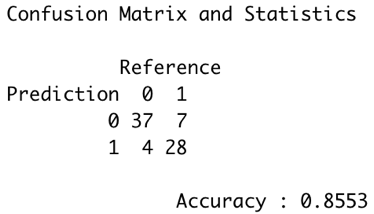 Confusion Matrix and Statistics
Reference
Prediction 0 1
0 37 7
1 4 28
Accuracy : 0.8553